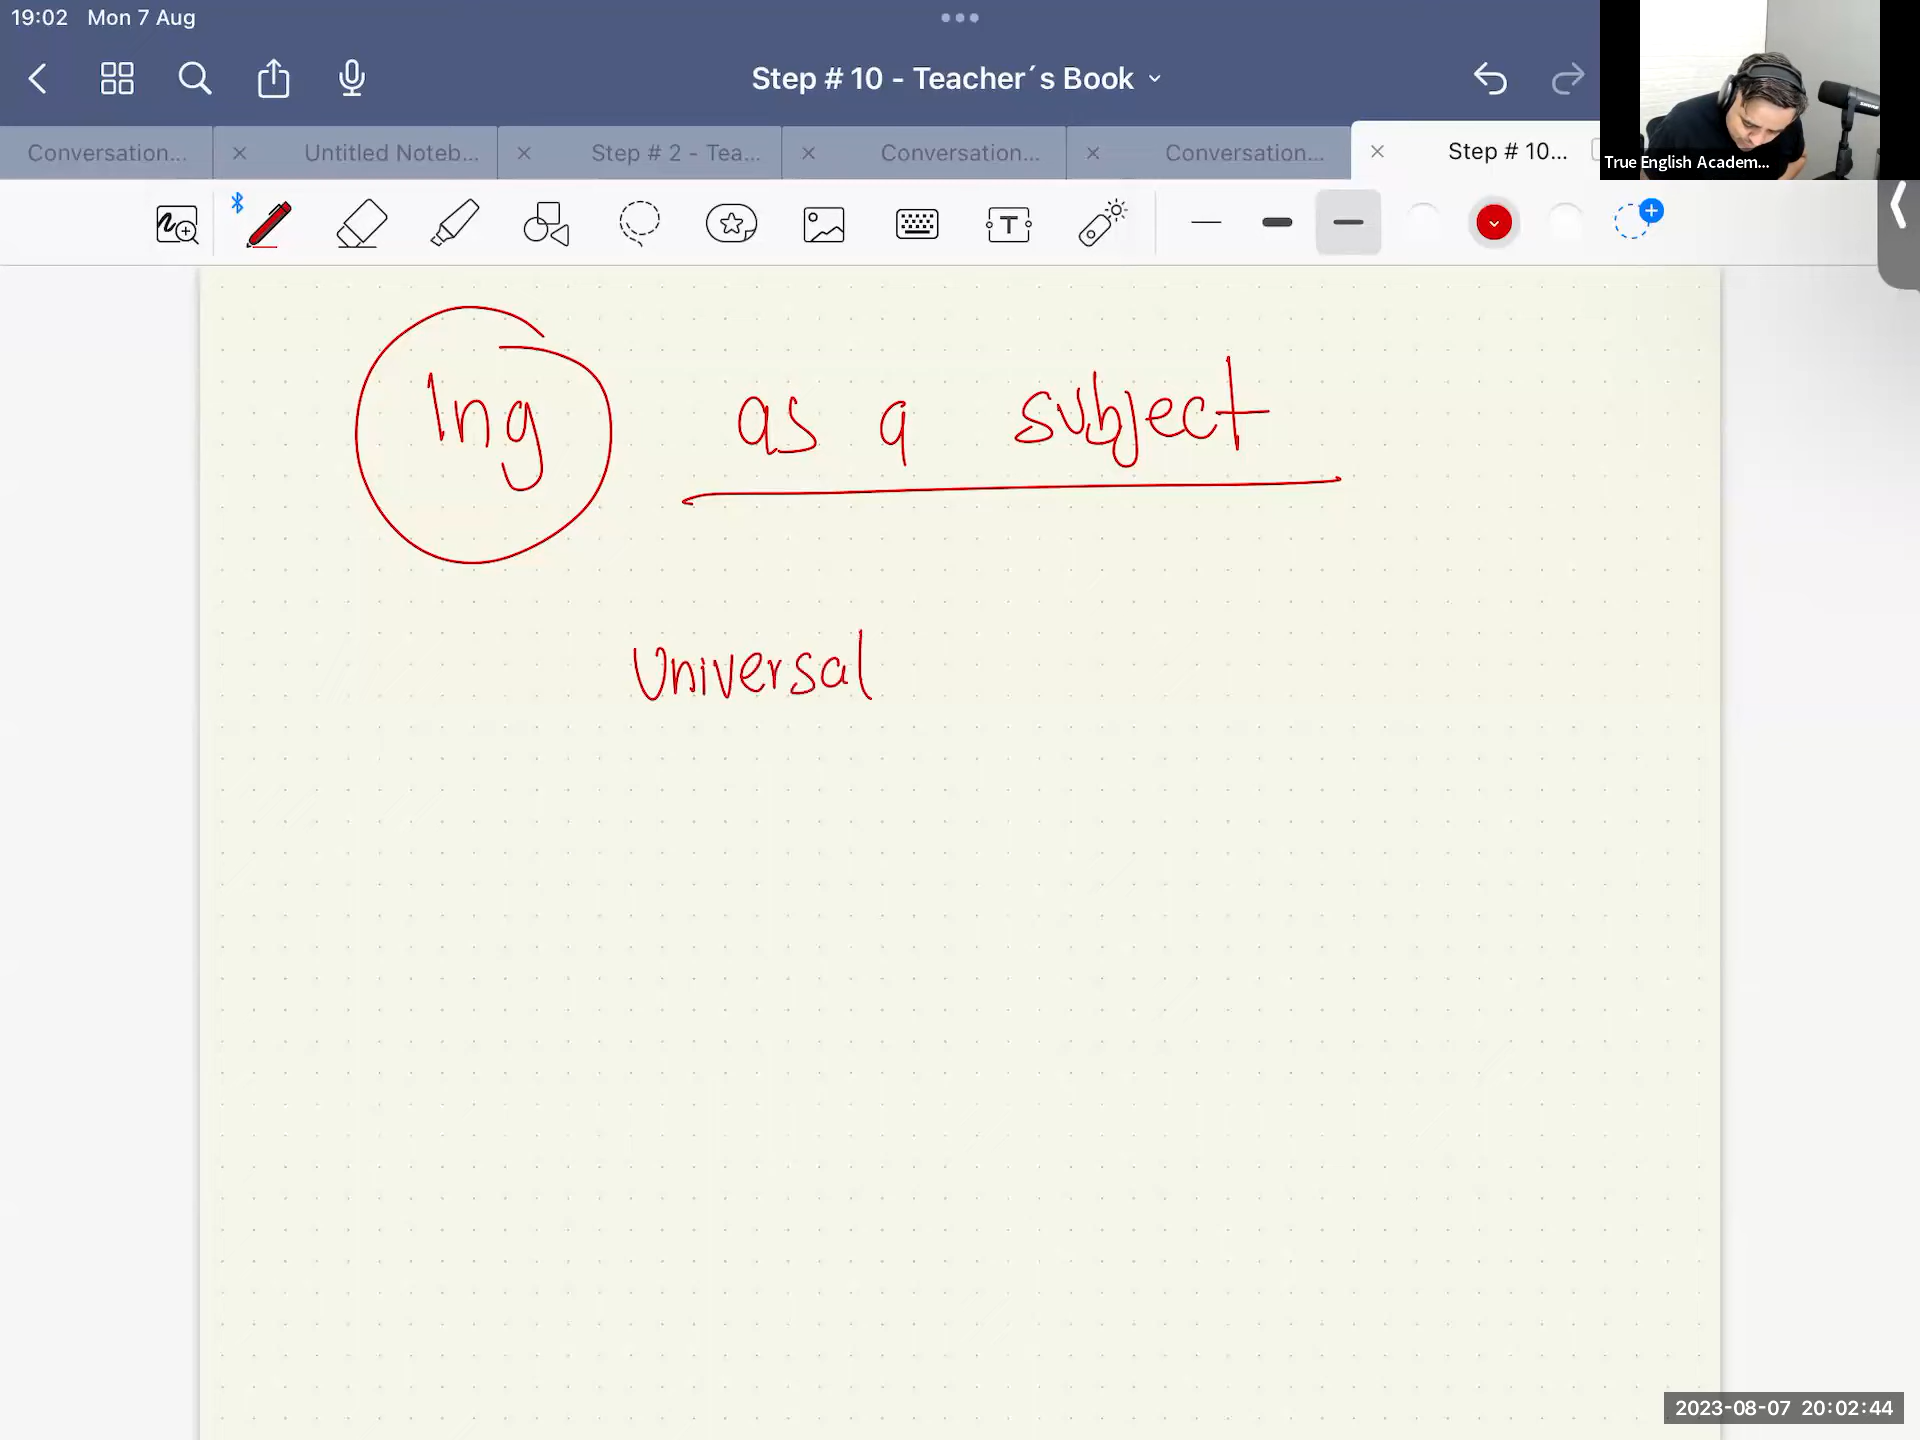 19:02 Mon 7 Aug
Step # 10 - Teacher´s Book
Conversation...
Untitled Noteb...
Step # 2 - Tea...
Conversation...
Conversation...
Step # 10...
True English Academ...
T
Ing as a subject
Universal
2023-08-07 20:02:44